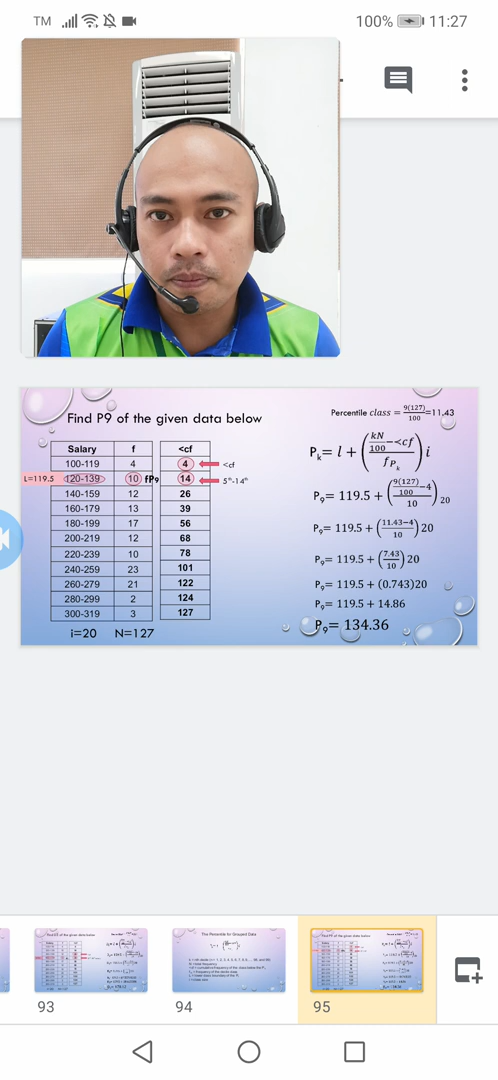 TM 100% 11:27
Find P9 of the given data below
Percentile class = 9(127)/100=11.43
Salary f <cf
100-119 4 4 <cf
L=119.5 120-139 10 fP9 14 5th-14th
140-159 12 26
160-179 13 39
180-199 17 56
200-219 12 68
220-239 10 78
240-259 23 101
260-279 21 122
280-299 2 124
300-319 3 127
i=20 N=127
Pk= l + ((kN/100 −<cf)/fPk) i
P9= 119.5 + ((9(127)/100 −4)/10) 20
P9= 119.5 + ((11.43−4)/10) 20
P9= 119.5 + (7.43/10) 20
P9= 119.5 + (0.743)20
P9= 119.5 + 14.86
P9= 134.36
93
94
The Percentile for Grouped Data
95